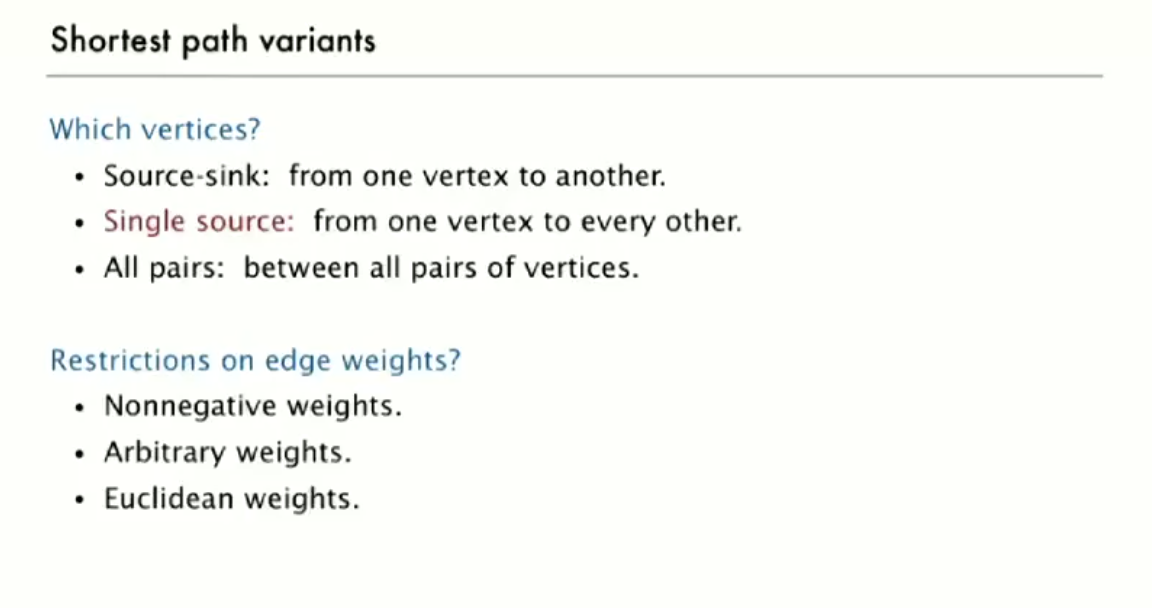 Shortest path variants
Which vertices?
• Source-sink: from one vertex to another.
• Single source: from one vertex to every other.
• All pairs: between all pairs of vertices.
Restrictions on edge weights?
• Nonnegative weights.
• Arbitrary weights.
• Euclidean weights.